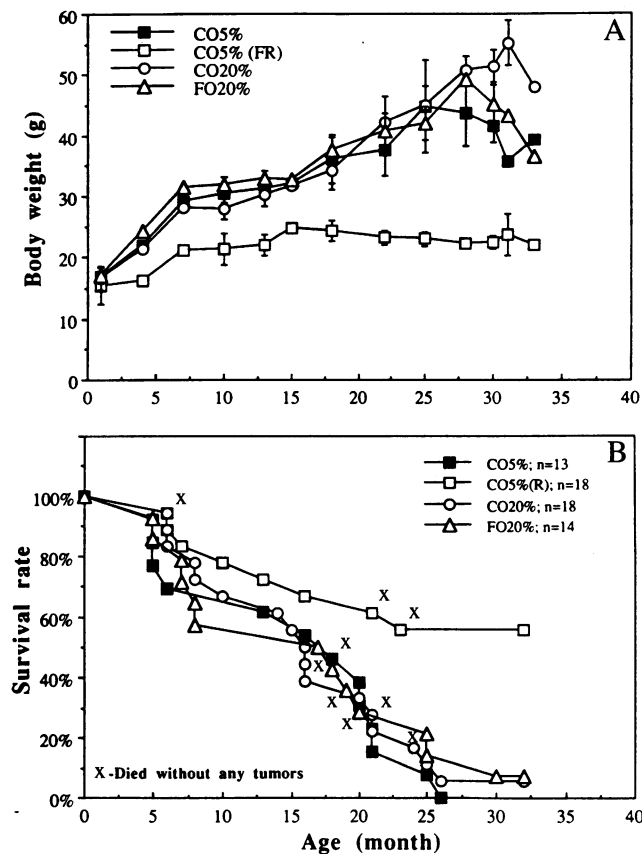 A
CO5%
CO5% (FR)
CO20%
FO20%
Body weight (g)
60
50
40
30
20
10
0
0 5 10 15 20 25 30 35 40
B
CO5%; n=13
CO5%(R); n=18
CO20%; n=18
FO20%; n=14
Survival rate
100%
80%
60%
40%
20%
0%
X
X
X
X
X
X
X
X
X
X-Died without any tumors
0 5 10 15 20 25 30 35 40
Age (month)